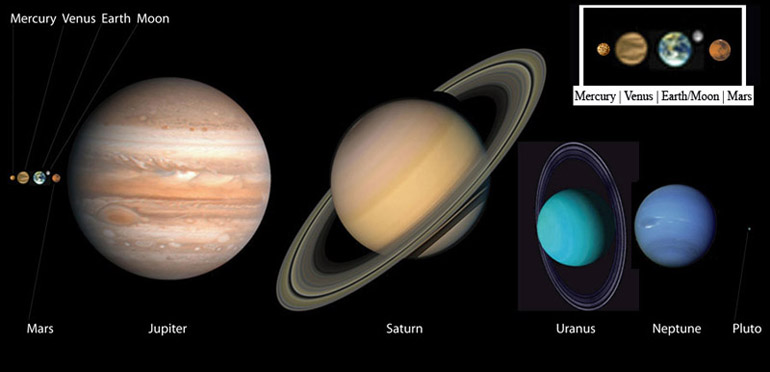 Mercury Venus Earth Moon
Mercury | Venus | Earth/Moon | Mars
Mars Jupiter Saturn Uranus Neptune Pluto